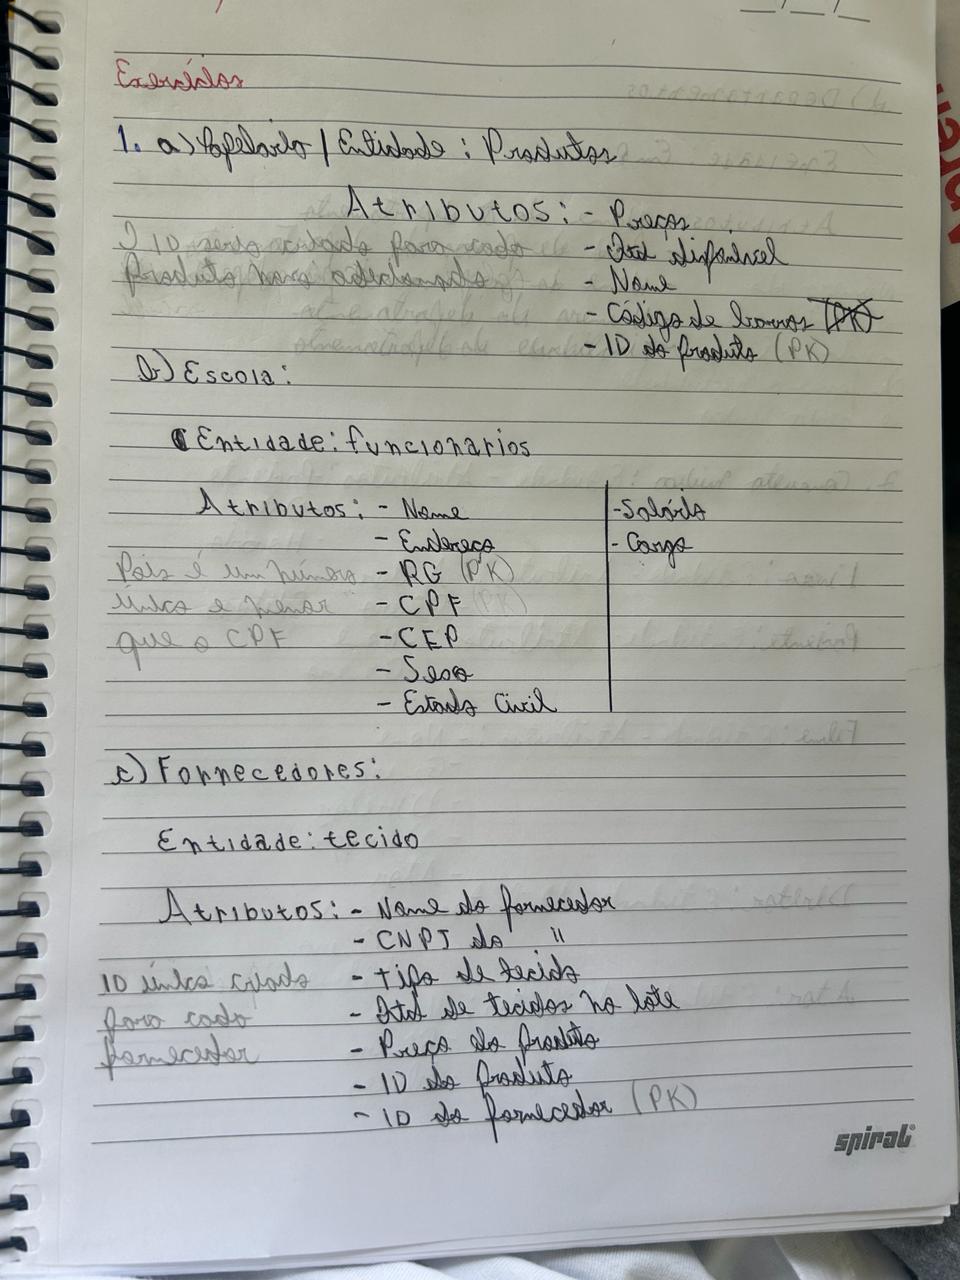 Exercícios
1. a) Papelaria / Entidade : Produtos
Atributos: - Preços
O ID será criado para cada - Qtd disponível
Produto novo adicionado - Nome
- Código de barras (PK)
- ID do produto (PK)
b) Escola:
Entidade: funcionarios
Atributos: - Nome - Salário
- Endereço - Cargo
Pois é um número - RG (PK)
único e menor - CPF (PK)
que o CPF - CEP
- Sexo
- Estado Civil
c) Fornecedores:
Entidade: tecido
Atributos: - Nome do fornecedor
- CNPJ do "
ID único criado - tipo de tecido
para cada - Qtd de tecidos no lote
fornecedor - Preço do produto
- ID do produto
- ID do fornecedor (PK)
spiral